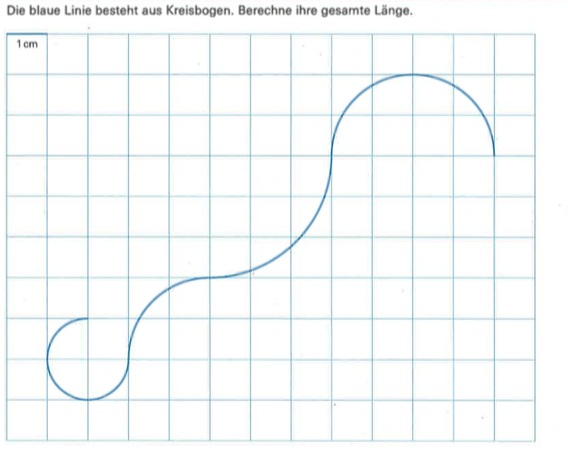 Die blaue Linie besteht aus Kreisbogen. Berechne ihre gesamte Länge.
1 cm